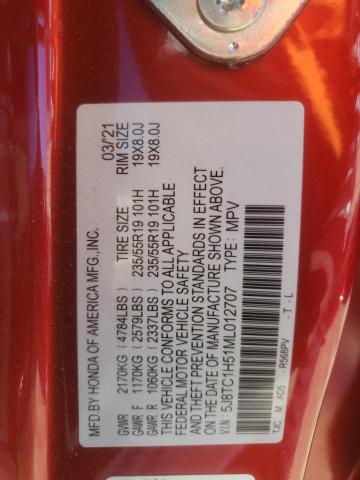 MFD.BY HONDA OF AMERICA MFG.,INC. 03/'21
TIRE SIZE RIM SIZE
GVWR 2170KG (4784LBS)
GAWR F 1170KG (2579LBS) 235/55R19 101H 19X8.0J
GAWR R 1060KG (2337LBS) 235/55R19 101H 19X8.0J
THIS VEHICLE CONFORMS TO ALL APPLICABLE
FEDERAL MOTOR VEHICLE SAFETY
AND THEFT PREVENTION STANDARDS IN EFFECT
ON THE DATE OF MANUFACTURE SHOWN ABOVE.
V.I.N: 5J8TC1H51ML012707 TYPE: MPV
TJC M AD5 - R568PV - T - L